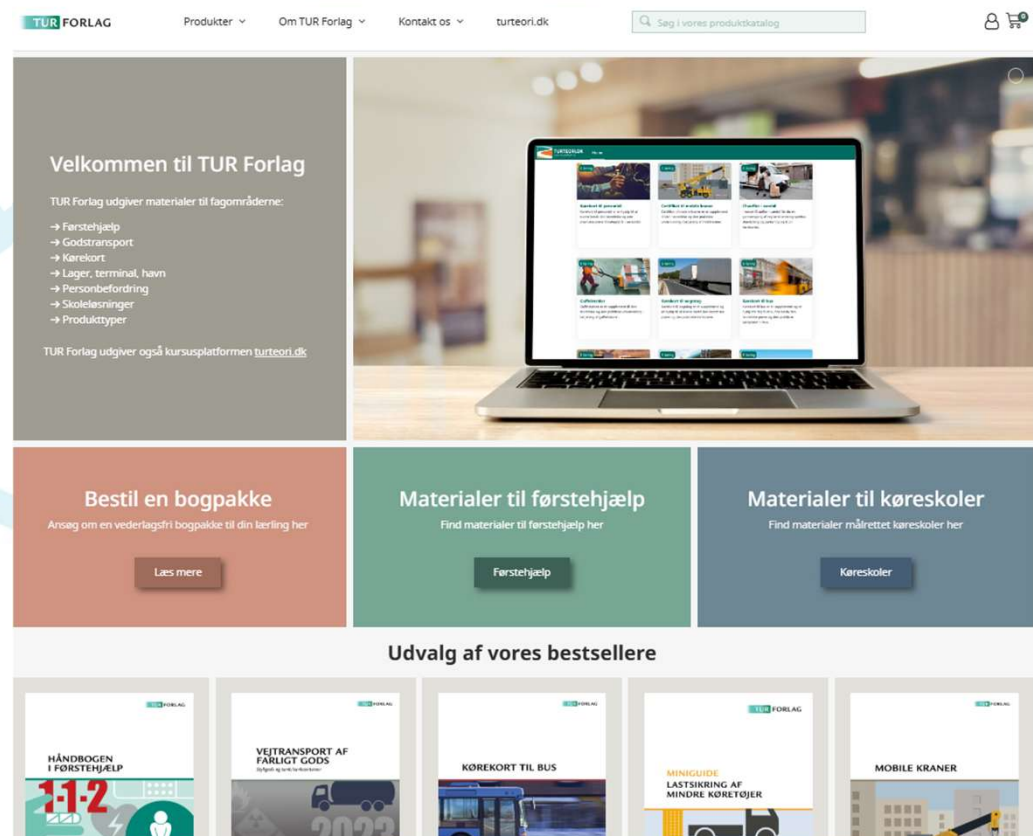 TUR FORLAG
Produkter
Om TUR Forlag
Kontakt os
turteori.dk
Søg i vores produktkatalog
0
Velkommen til TUR Forlag
TUR Forlag udgiver materialer til fagområderne:
→ Førstehjælp
→ Godstransport
→ Kørekort
→ Lager, terminal, havn
→ Personbefordring
→ Skoleløsninger
→ Produkttyper
TUR Forlag udgiver også kursusplatformen turteori.dk
TURTEORI.DK
Bestil en bogpakke
Ansøg om en vederlagsfri bogpakke til din lærling her
Læs mere
Materialer til førstehjælp
Find materialer til førstehjælp her
Førstehjælp
Materialer til køreskoler
Find materialer målrettet køreskoler her
Køreskoler
Udvalg af vores bestsellere
TUR FORLAG
HÅNDBOGEN
I FØRSTEHJÆLP
1-1-2
TUR FORLAG
VEJTRANSPORT AF
FARLIGT GODS
2023
TUR FORLAG
KØREKORT TIL BUS
TUR FORLAG
MINIGUIDE
LASTSIKRING AF
MINDRE KØRETØJER
TUR FORLAG
MOBILE KRANER